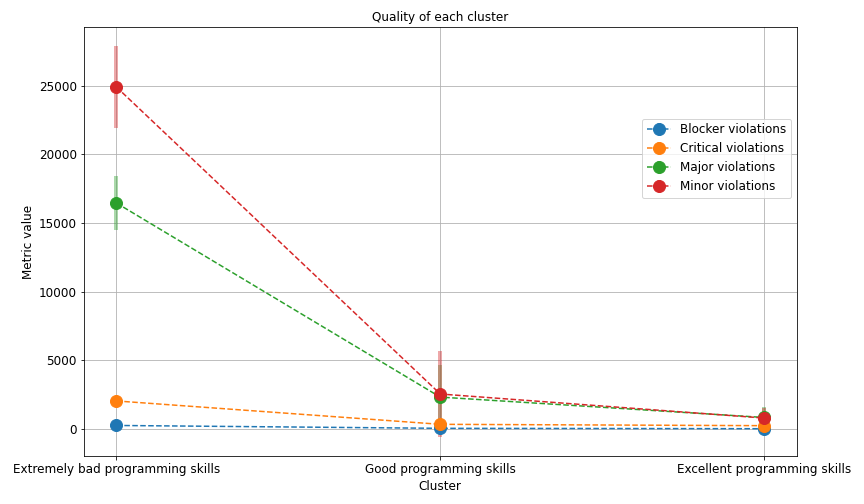 Quality of each cluster
Metric value
25000
20000
15000
10000
5000
0
Blocker violations
Critical violations
Major violations
Minor violations
Extremely bad programming skills
Good programming skills
Excellent programming skills
Cluster